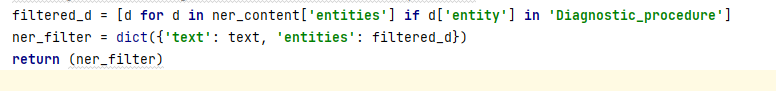 filtered_d = [d for d in ner_content['entities'] if d['entity'] in 'Diagnostic_procedure']
ner_filter = dict({'text': text, 'entities': filtered_d})
return (ner_filter)